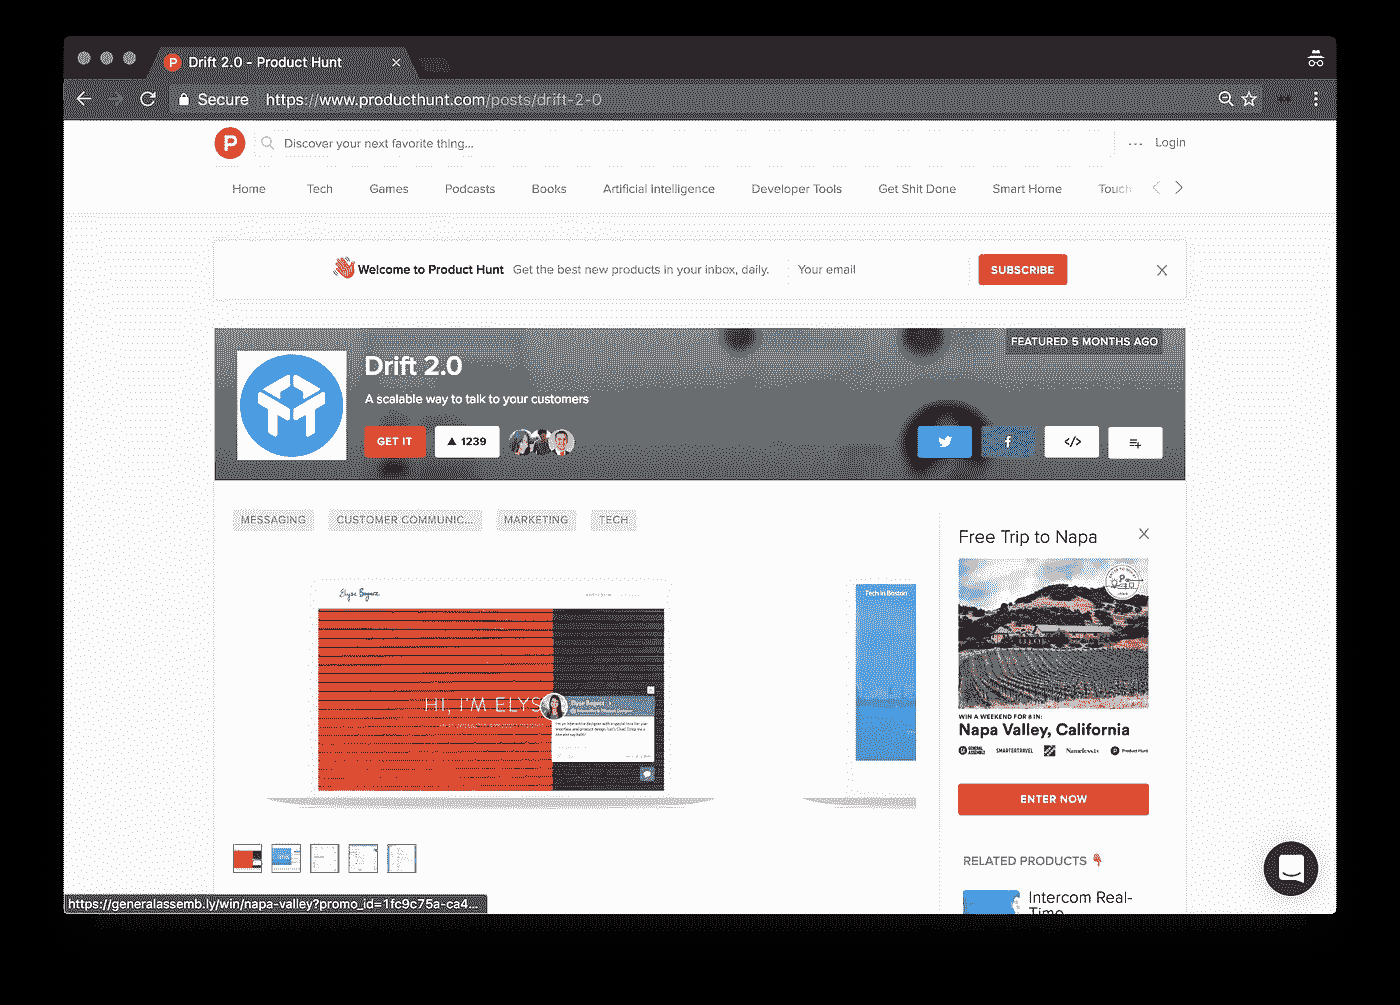 Drift 2.0 - Product Hunt
Secure https://www.producthunt.com/posts/drift-2-0
Discover your next favorite thing...
... Login
Home Tech Games Podcasts Books Artificial Intelligence Developer Tools Get Shit Done Smart Home Touch
Welcome to Product Hunt Get the best new products in your inbox, daily. Your email SUBSCRIBE
FEATURED 5 MONTHS AGO
Drift 2.0
A scalable way to talk to your customers
GET IT ▲ 1239
</>
MESSAGING CUSTOMER COMMUNIC... MARKETING TECH
Free Trip to Napa
Elyse Bogacz
Tech in Boston
HI, I'M ELYS
Elyse Bogacz
WIN A WEEKEND FOR 8 IN:
Napa Valley, California
GENERAL ASSEMBLY SMARTERTRAVEL Product Hunt
ENTER NOW
RELATED PRODUCTS
Intercom Real-
Time
https://generalassemb.ly/win/napa-valley?promo_id=1fc9c75a-ca4...